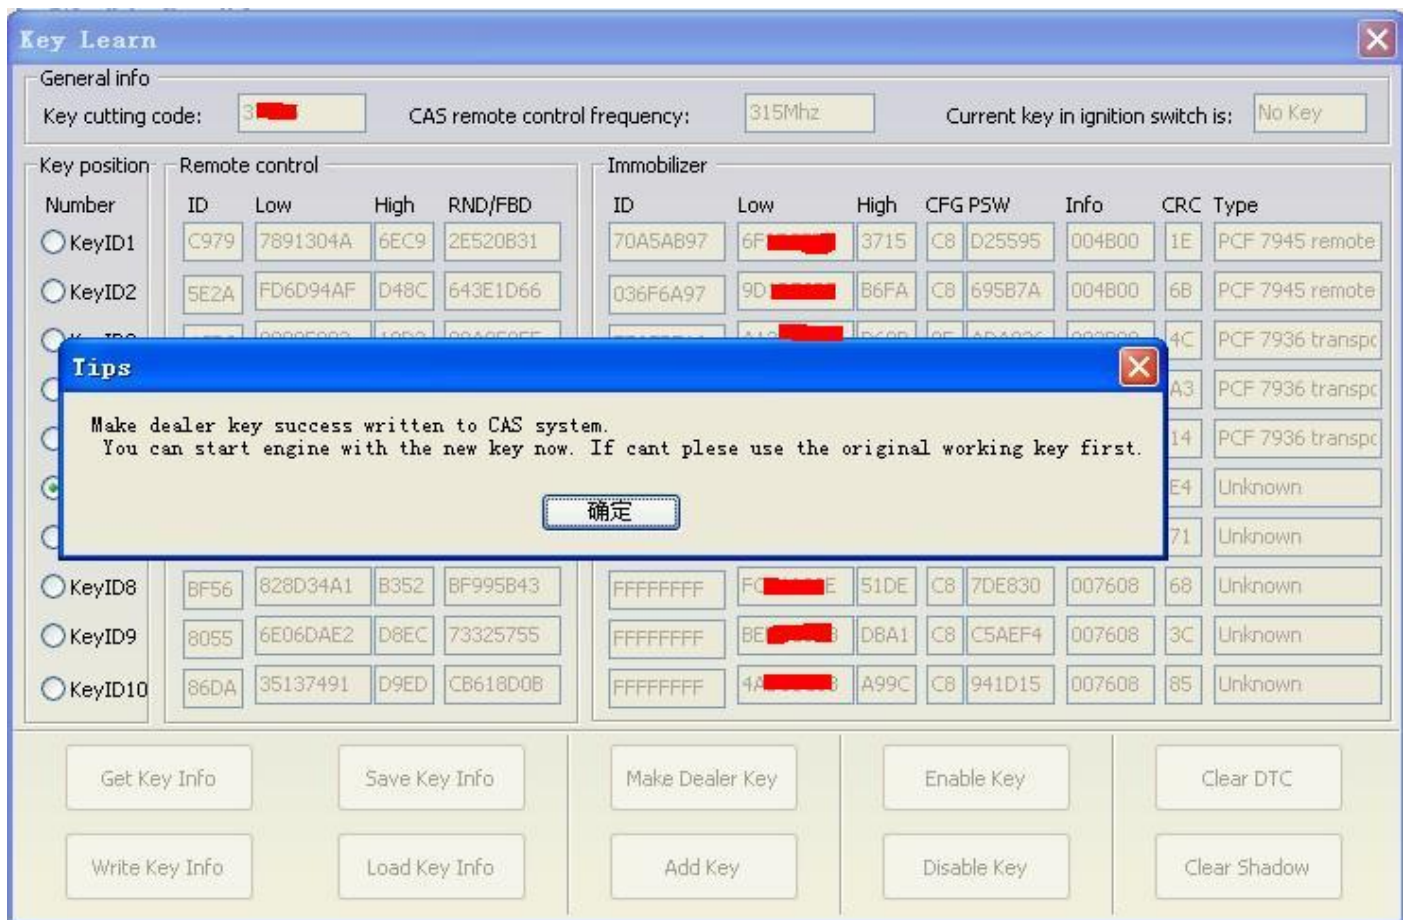 Key Learn
General info
Key cutting code: 3 CAS remote control frequency: 315Mhz Current key in ignition switch is: No Key
Key position Remote control Immobilizer
Number ID Low High RND/FBD ID Low High CFG PSW Info CRC Type
KeyID1 C979 7891304A 6EC9 2E520B31 70A5AB97 6F 3715 C8 D25595 004B00 1E PCF 7945 remote
KeyID2 5E2A FD6D94AF D48C 643E1D66 036F6A97 9D B6FA C8 695B7A 004B00 6B PCF 7945 remote
4C PCF 7936 transpo
Tips
A3 PCF 7936 transpc
Make dealer key success written to CAS system.
You can start engine with the new key now. If cant plese use the original working key first.
14 PCF 7936 transpc
E4 Unknown
确定
71 Unknown
KeyID8 BF56 828D34A1 B352 BF995B43 FFFFFFFF FC E 51DE C8 7DE830 007608 68 Unknown
KeyID9 8055 6E06DAE2 D8EC 73325755 FFFFFFFF BE D8A1 C8 C5AEF4 007608 3C Unknown
KeyID10 86DA 35137491 D9ED CB618D0B FFFFFFFF 4A A99C C8 941D15 007608 85 Unknown
Get Key Info Save Key Info Make Dealer Key Enable Key Clear DTC
Write Key Info Load Key Info Add Key Disable Key Clear Shadow